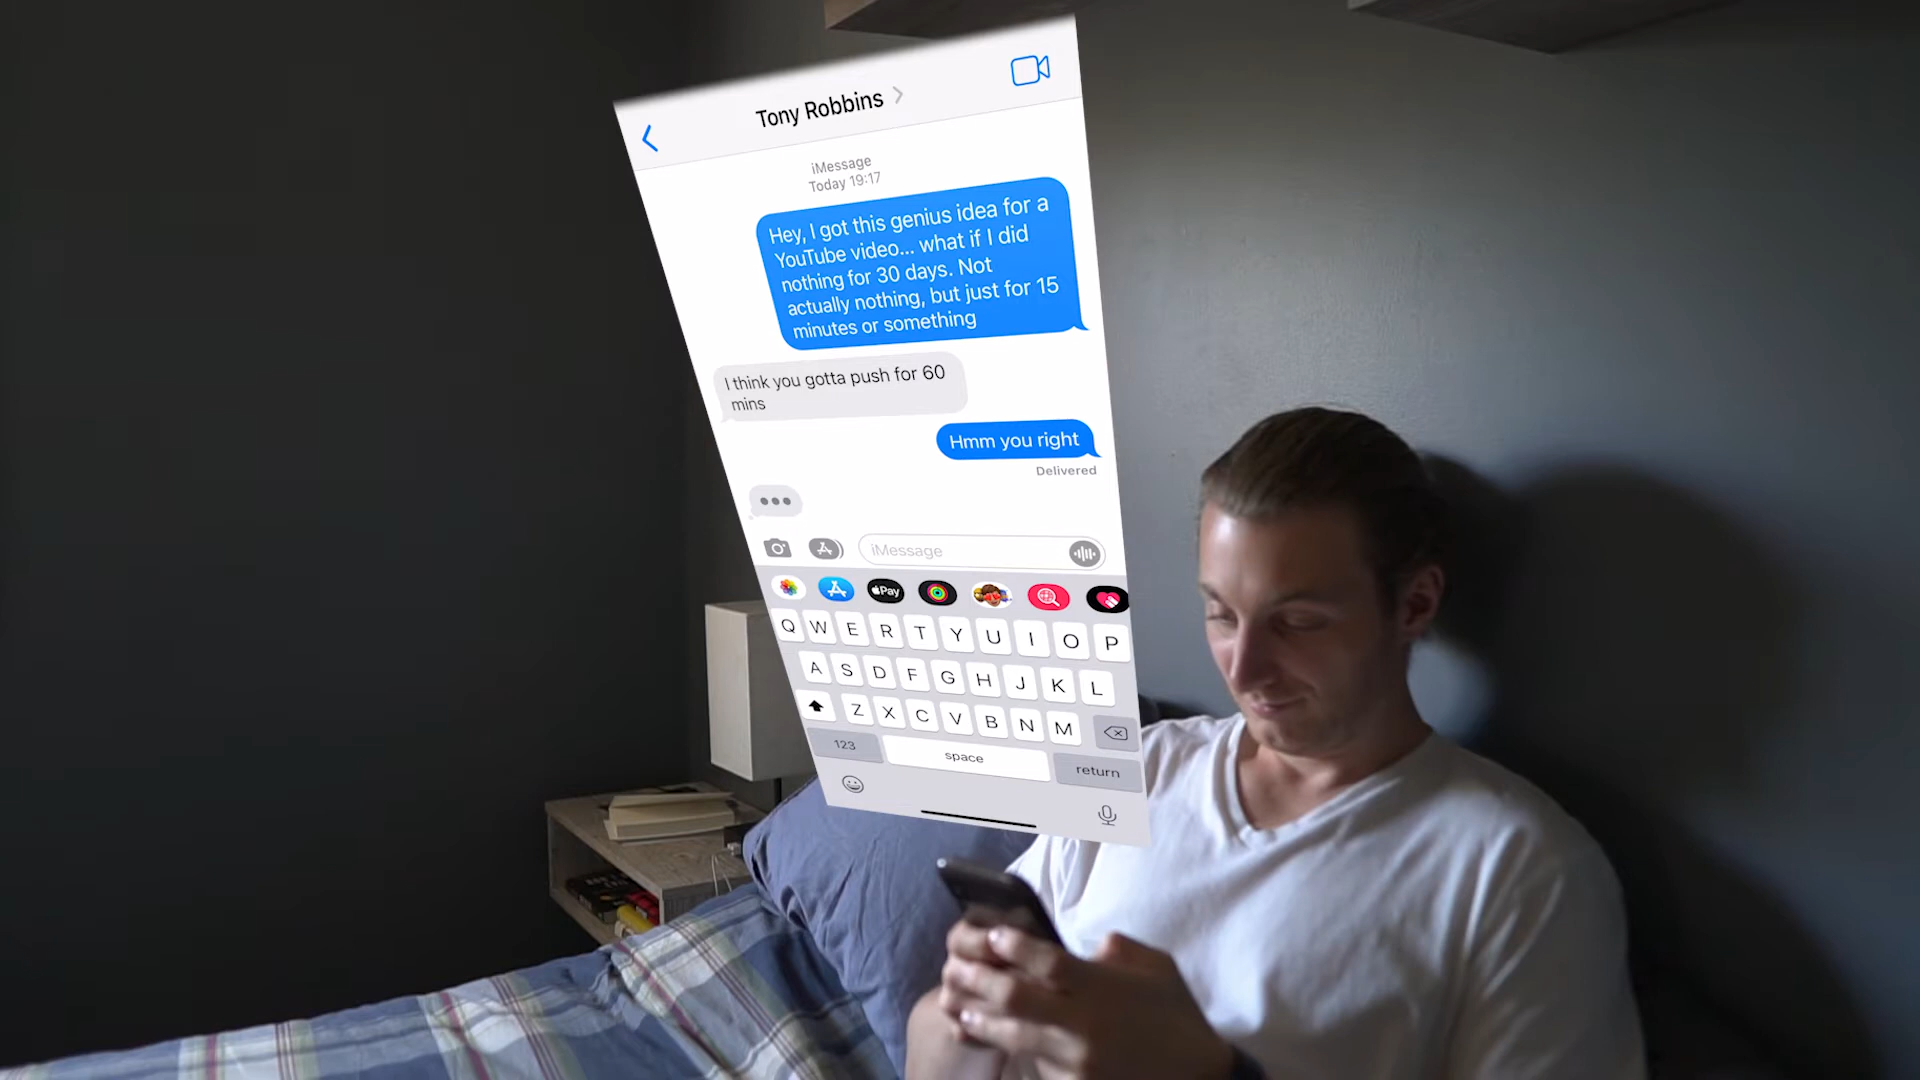 Tony Robbins
iMessage
Today 19:17
Hey, I got this genius idea for a
YouTube video... what if I did
nothing for 30 days. Not
actually nothing, but just for 15
minutes or something
I think you gotta push for 60
mins
Hmm you right
Delivered
iMessage
Pay
Q W E R T Y U I O P
A S D F G H J K L
Z X C V B N M
123 space return